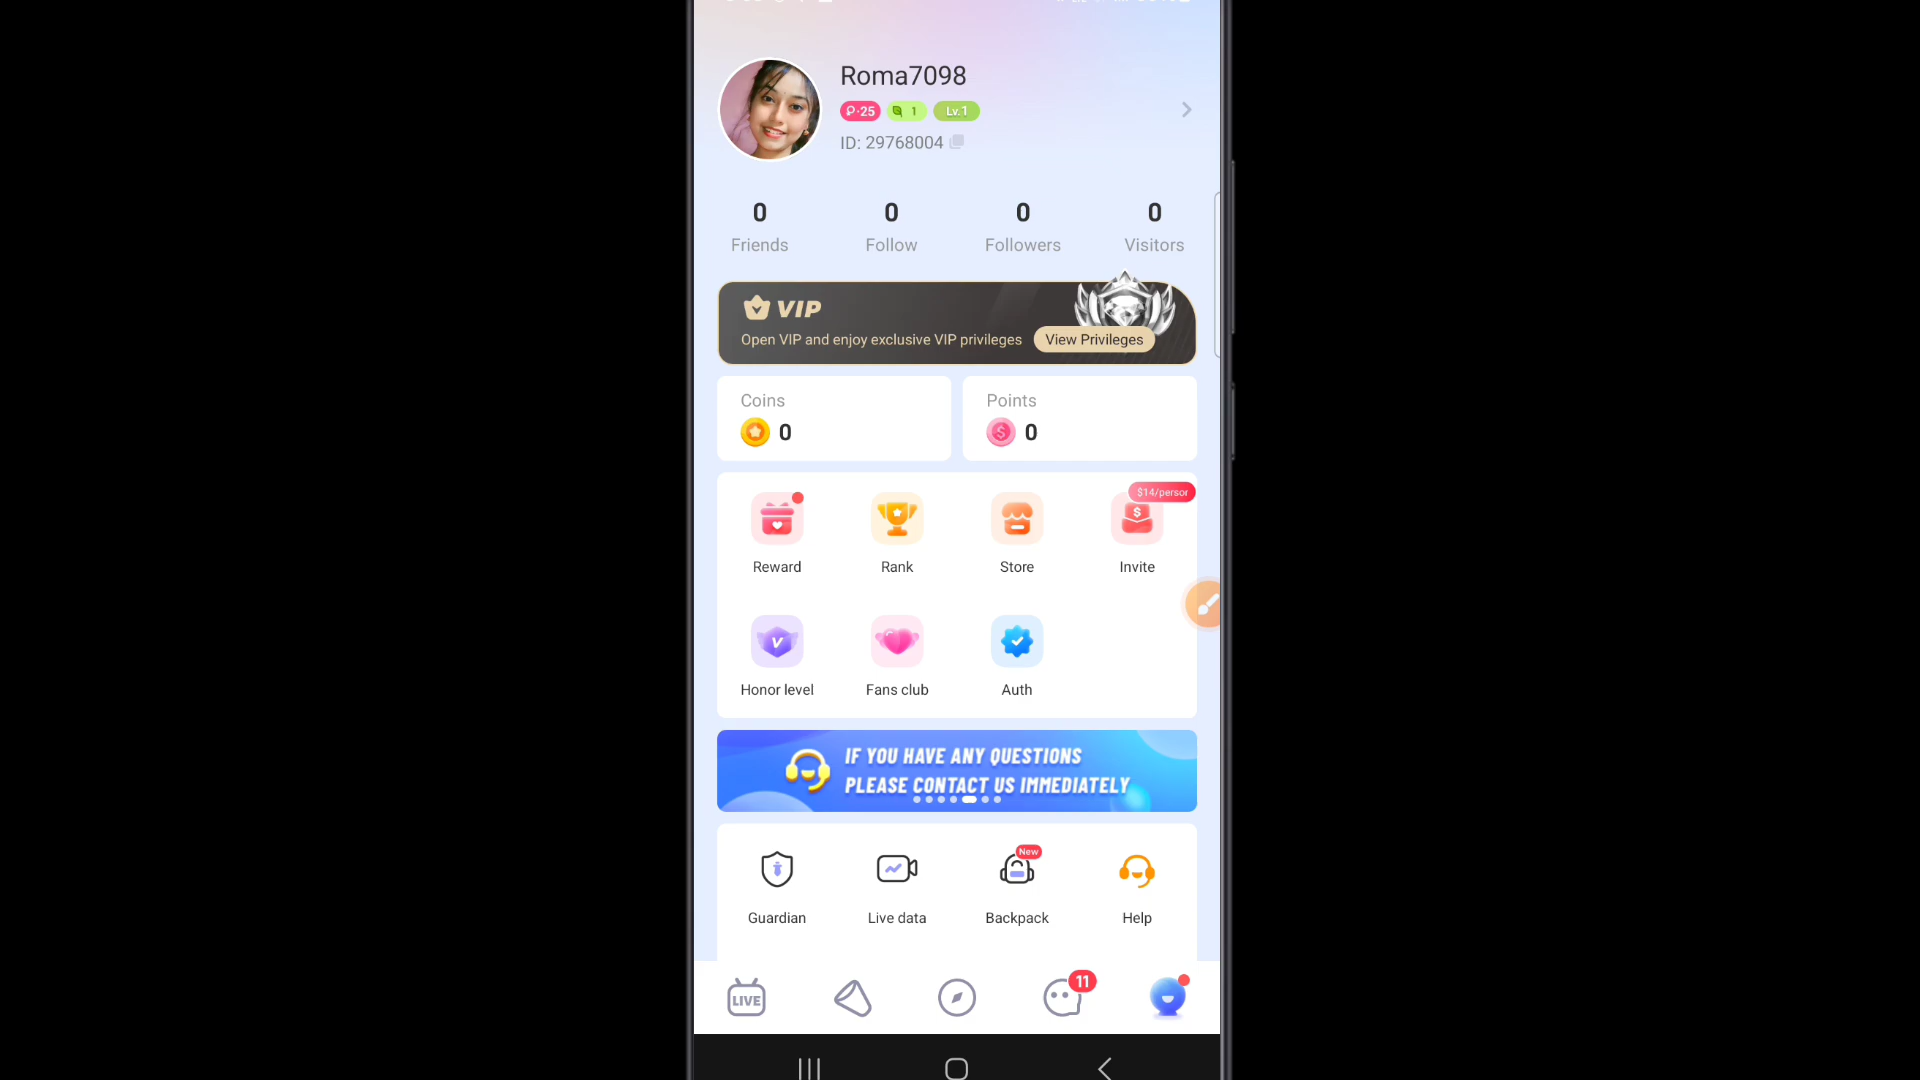 Roma7098
25
1
Lv.1
ID: 29768004
0 0 0 0
Friends Follow Followers Visitors
VIP
Open VIP and enjoy exclusive VIP privileges View Privileges
Coins Points
0 0
$14/person
Reward Rank Store Invite
Honor level Fans club Auth
IF YOU HAVE ANY QUESTIONS
PLEASE CONTACT US IMMEDIATELY
New
Guardian Live data Backpack Help
LIVE
11